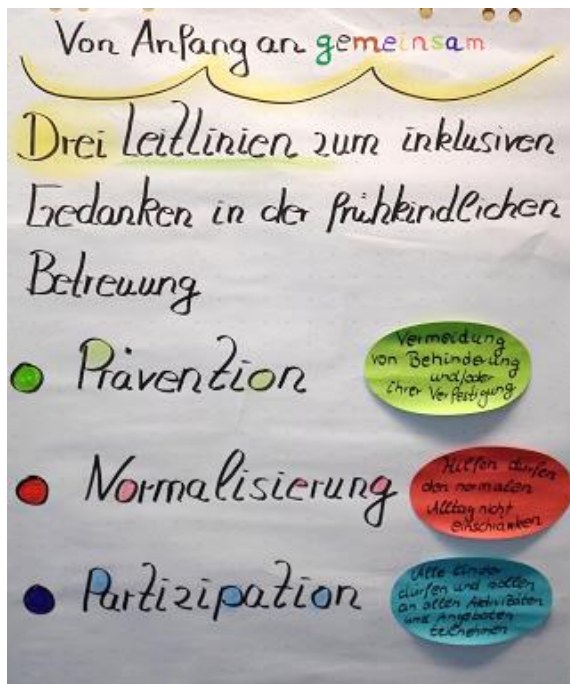 Von Anfang an gemeinsam
Drei Leitlinien zum inklusiven
Gedanken in der frühkindlichen
Betreuung
Prävention
Vermeidung
von Behinderung
und/oder
ihrer Verfestigung
Normalisierung
Hilfen dürfen
den normalen
Alltag nicht
einschränken
Partizipation
Alle Kinder
dürfen und sollen
an allen Aktivitäten
und Angeboten
teilnehmen